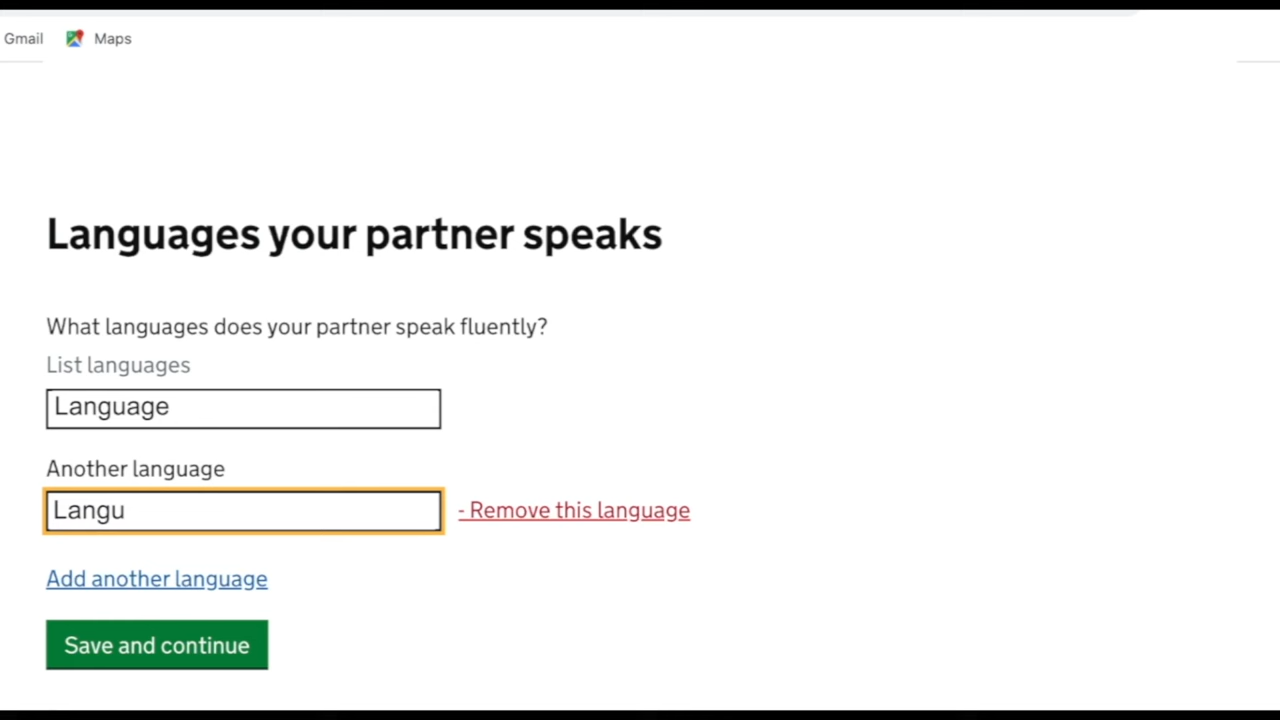 Gmail Maps
Languages your partner speaks
What languages does your partner speak fluently?
List languages
Language
Another language
Langu - Remove this language
Add another language
Save and continue